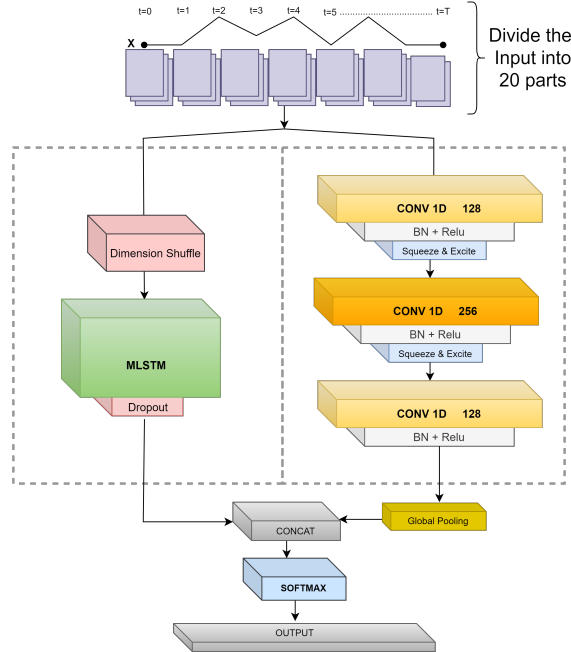 t=0 t=1 t=2 t=3 t=4 t=5 ........................... t=T
X
Divide the
Input into
20 parts
Dimension Shuffle
MLSTM
Dropout
CONV 1D 128
BN + Relu
Squeeze & Excite
CONV 1D 256
BN + Relu
Squeeze & Excite
CONV 1D 128
BN + Relu
Global Pooling
CONCAT
SOFTMAX
OUTPUT